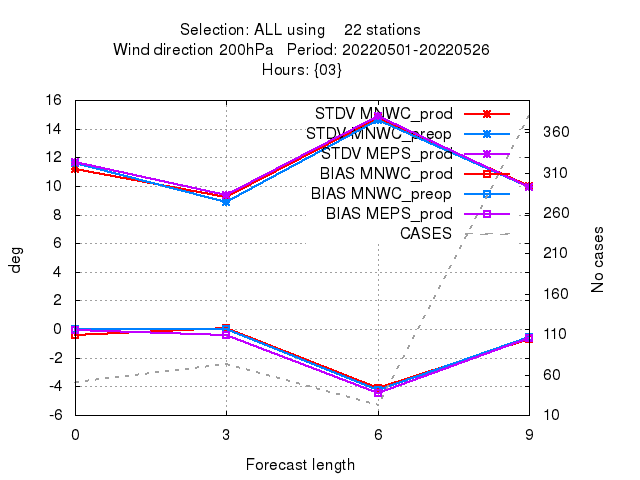 Selection: ALL using    22 stations
Wind direction 200hPa   Period: 20220501-20220526
Hours: {03}
16
14
12
10
8
6
4
2
0
-2
-4
-6
deg
STDV MNWC_prod
STDV MNWC_preop
STDV MEPS_prod
BIAS MNWC_prod
BIAS MNWC_preop
BIAS MEPS_prod
CASES
360
310
260
210
160
110
60
10
No cases
0 3 6 9
Forecast length